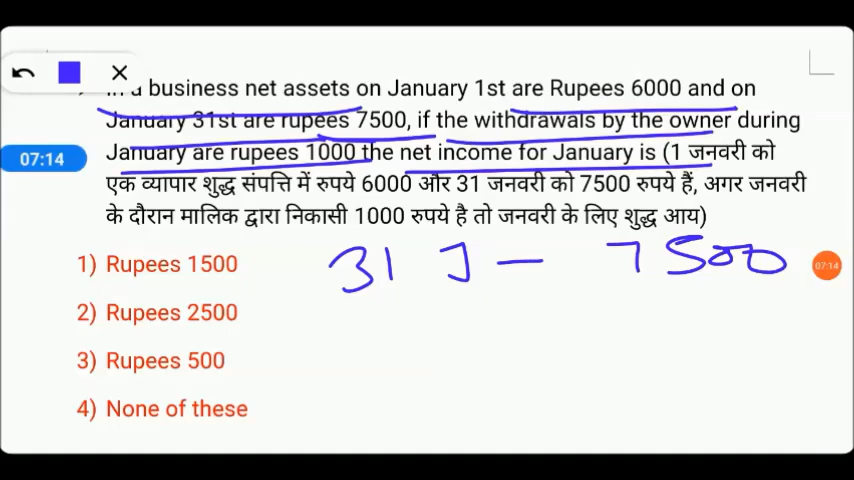 In a business net assets on January 1st are Rupees 6000 and on
January 31st are rupees 7500, if the withdrawals by the owner during
07:14
January are rupees 1000 the net income for January is (1 जनवरी को
एक व्यापार शुद्ध संपत्ति में रुपये 6000 और 31 जनवरी को 7500 रुपये हैं, अगर जनवरी
के दौरान मालिक द्वारा निकासी 1000 रुपये है तो जनवरी के लिए शुद्ध आय)
31 J — 7500
1) Rupees 1500
07:14
2) Rupees 2500
3) Rupees 500
4) None of these